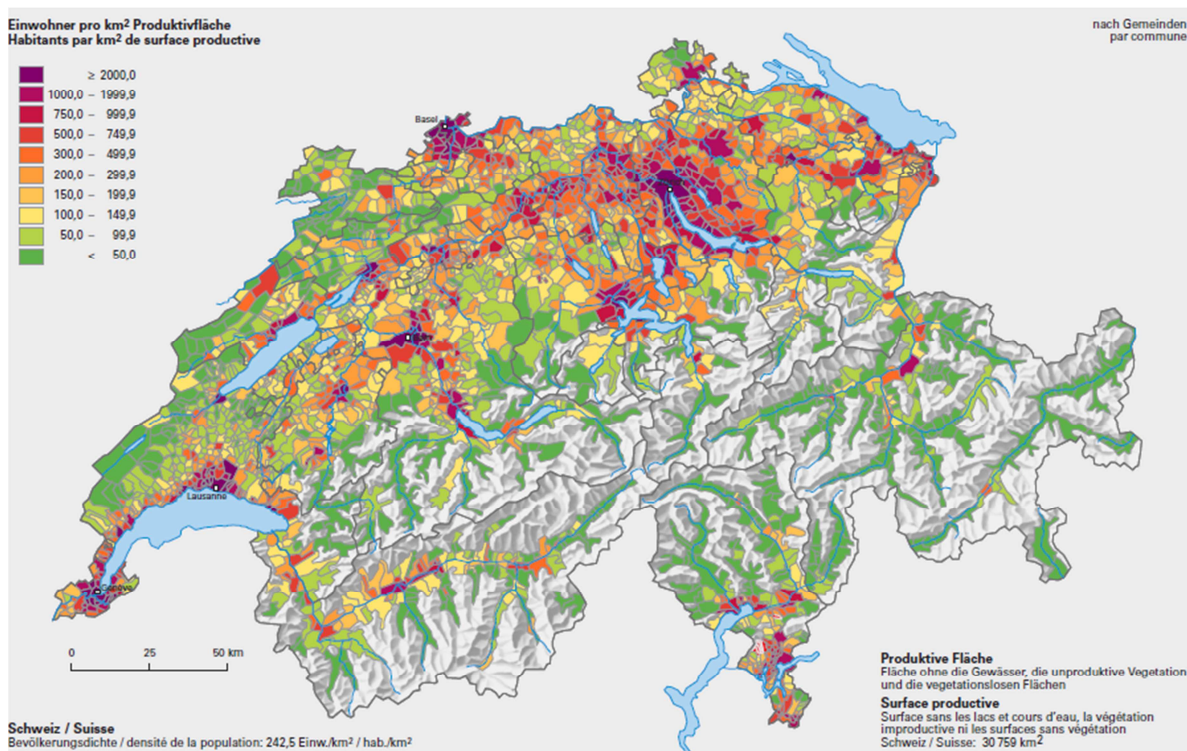 Einwohner pro km² Produktivfläche
Habitants par km² de surface productive
nach Gemeinden
par commune
≥ 2000,0
1000,0 – 1999,9
750,0 – 999,9
500,0 – 749,9
300,0 – 499,9
200,0 – 299,9
150,0 – 199,9
100,0 – 149,9
50,0 – 99,9
< 50,0
Basel
Lausanne
Genève
0 25 50 km
Produktive Fläche
Fläche ohne die Gewässer, die unproduktive Vegetation
und die vegetationslosen Flächen
Surface productive
Surface sans les lacs et cours d'eau, la végétation
improductive ni les surfaces sans végétation
Schweiz / Suisse: 30 759 km²
Schweiz / Suisse
Bevölkerungsdichte / densité de la population: 242,5 Einw./km² / hab./km²